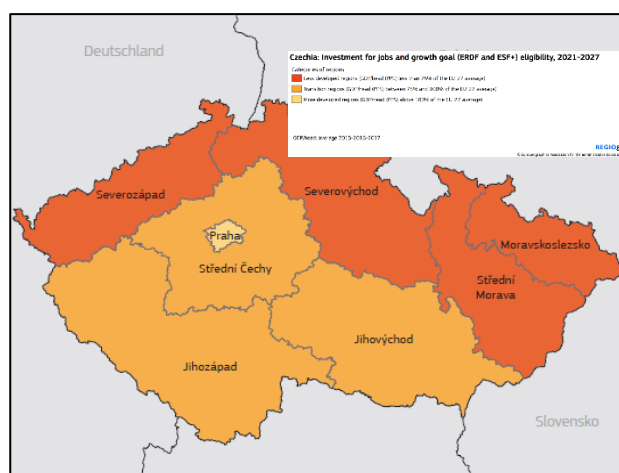 Deutschland
Czechia: Investment for jobs and growth goal (ERDF and ESF+) eligibility, 2021-2027
Categories of regions
Less developed regions (GDP/head (PPS) less than 75% of the EU 27 average)
Transition regions (GDP/head (PPS) between 75% and 100% of the EU 27 average)
More developed regions (GDP/head (PPS) above 100% of the EU 27 average)
GDP/head average 2015-2016-2017
REGIO
Severozápad
Severovýchod
Praha
Moravskoslezsko
Střední Čechy
Střední
Morava
Jihovýchod
Jihozápad
Slovensko